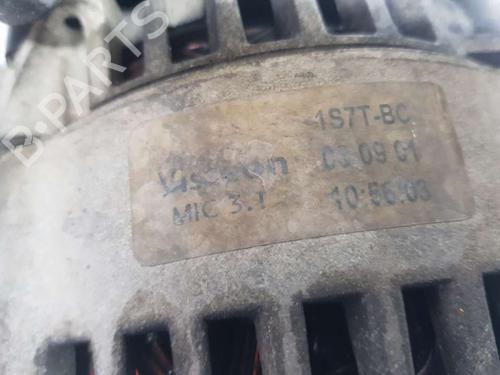 B-PARTS
1S7T-BC
Visteon 03 09 01
MIC 3.1 10:56:03